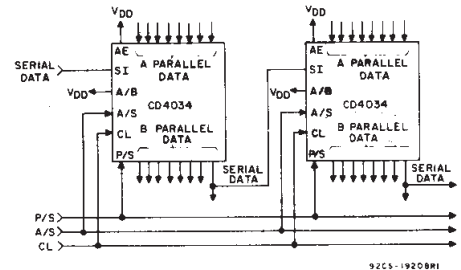 VDD
AE
A PARALLEL
DATA
SERIAL
DATA
SI
VDD
A/B
CD4034
A/S
CL
B PARALLEL
DATA
P/S
SERIAL
DATA
VDD
AE
A PARALLEL
DATA
SI
VDD
A/B
CD4034
A/S
CL
B PARALLEL
DATA
P/S
SERIAL
DATA
P/S
A/S
CL
92CS-19208RI